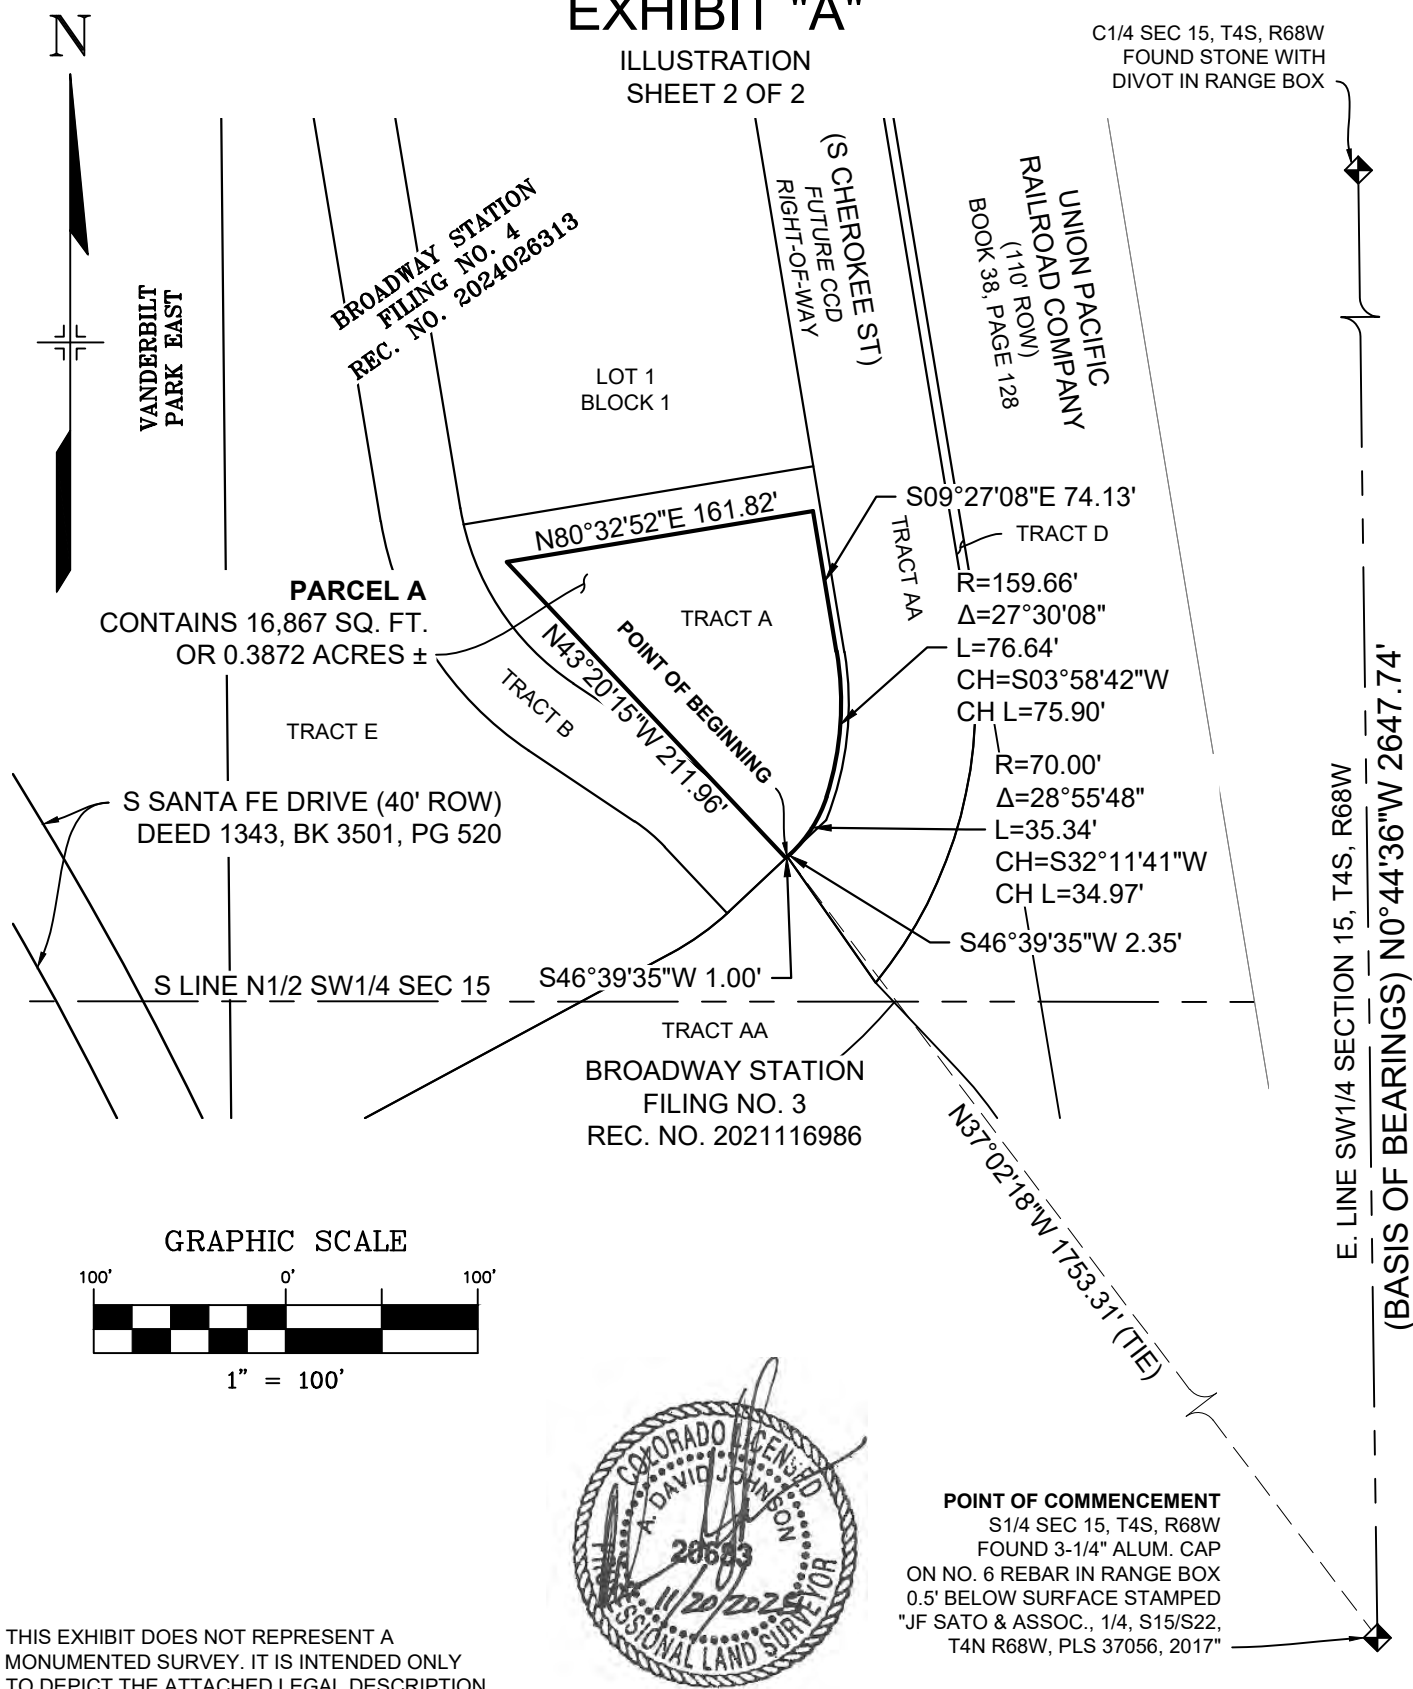 EXHIBIT "A"
ILLUSTRATION
SHEET 2 OF 2
N
C1/4 SEC 15, T4S, R68W
FOUND STONE WITH
DIVOT IN RANGE BOX
VANDERBILT
PARK EAST
BROADWAY STATION
FILING NO. 4
REC. NO. 2024026313
LOT 1
BLOCK 1
(S CHEROKEE ST)
FUTURE CCD
RIGHT-OF-WAY
UNION PACIFIC
RAILROAD COMPANY
(110' ROW)
BOOK 38, PAGE 128
S09°27'08"E 74.13'
TRACT D
TRACT AA
N80°32'52"E 161.82'
PARCEL A
CONTAINS 16,867 SQ. FT.
OR 0.3872 ACRES ±
TRACT A
POINT OF BEGINNING
N43°20'15"W 211.96'
TRACT B
TRACT E
R=159.66'
Δ=27°30'08"
L=76.64'
CH=S03°58'42"W
CH L=75.90'
R=70.00'
Δ=28°55'48"
L=35.34'
CH=S32°11'41"W
CH L=34.97'
S SANTA FE DRIVE (40' ROW)
DEED 1343, BK 3501, PG 520
S46°39'35"W 2.35'
S46°39'35"W 1.00'
S LINE N1/2 SW1/4 SEC 15
TRACT AA
BROADWAY STATION
FILING NO. 3
REC. NO. 2021116986
N37°02'18"W 1753.31' (TIE)
E. LINE SW1/4 SECTION 15, T4S, R68W
(BASIS OF BEARINGS) N0°44'36"W 2647.74'
GRAPHIC SCALE
100' 0' 100'
1" = 100'
COLORADO LICENSED
A. DAVID JOHNSON
20683
11/20/2025
PROFESSIONAL LAND SURVEYOR
POINT OF COMMENCEMENT
S1/4 SEC 15, T4S, R68W
FOUND 3-1/4" ALUM. CAP
ON NO. 6 REBAR IN RANGE BOX
0.5' BELOW SURFACE STAMPED
"JF SATO & ASSOC., 1/4, S15/S22,
T4N R68W, PLS 37056, 2017"
THIS EXHIBIT DOES NOT REPRESENT A
MONUMENTED SURVEY. IT IS INTENDED ONLY
TO DEPICT THE ATTACHED LEGAL DESCRIPTION